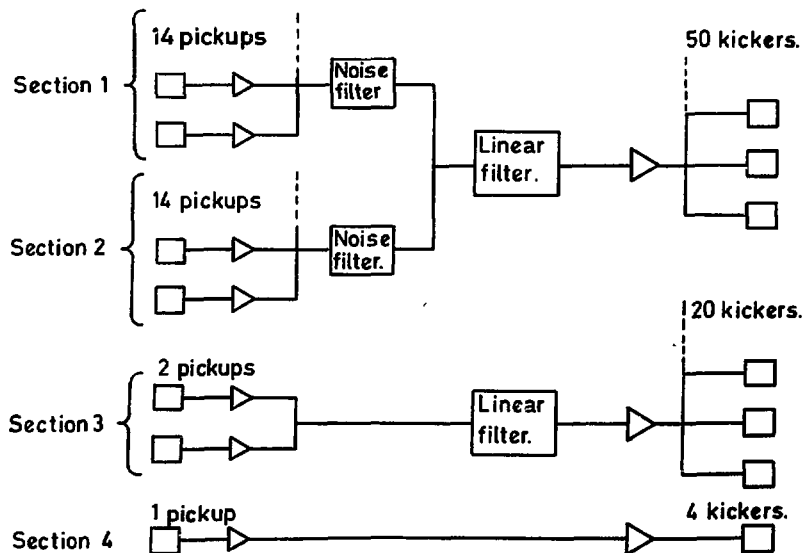 14 pickups
50 kickers.
Section 1
Noise
filter
Linear
filter.
14 pickups
Section 2
Noise
filter.
20 kickers.
2 pickups
Section 3
Linear
filter.
1 pickup
4 kickers.
Section 4